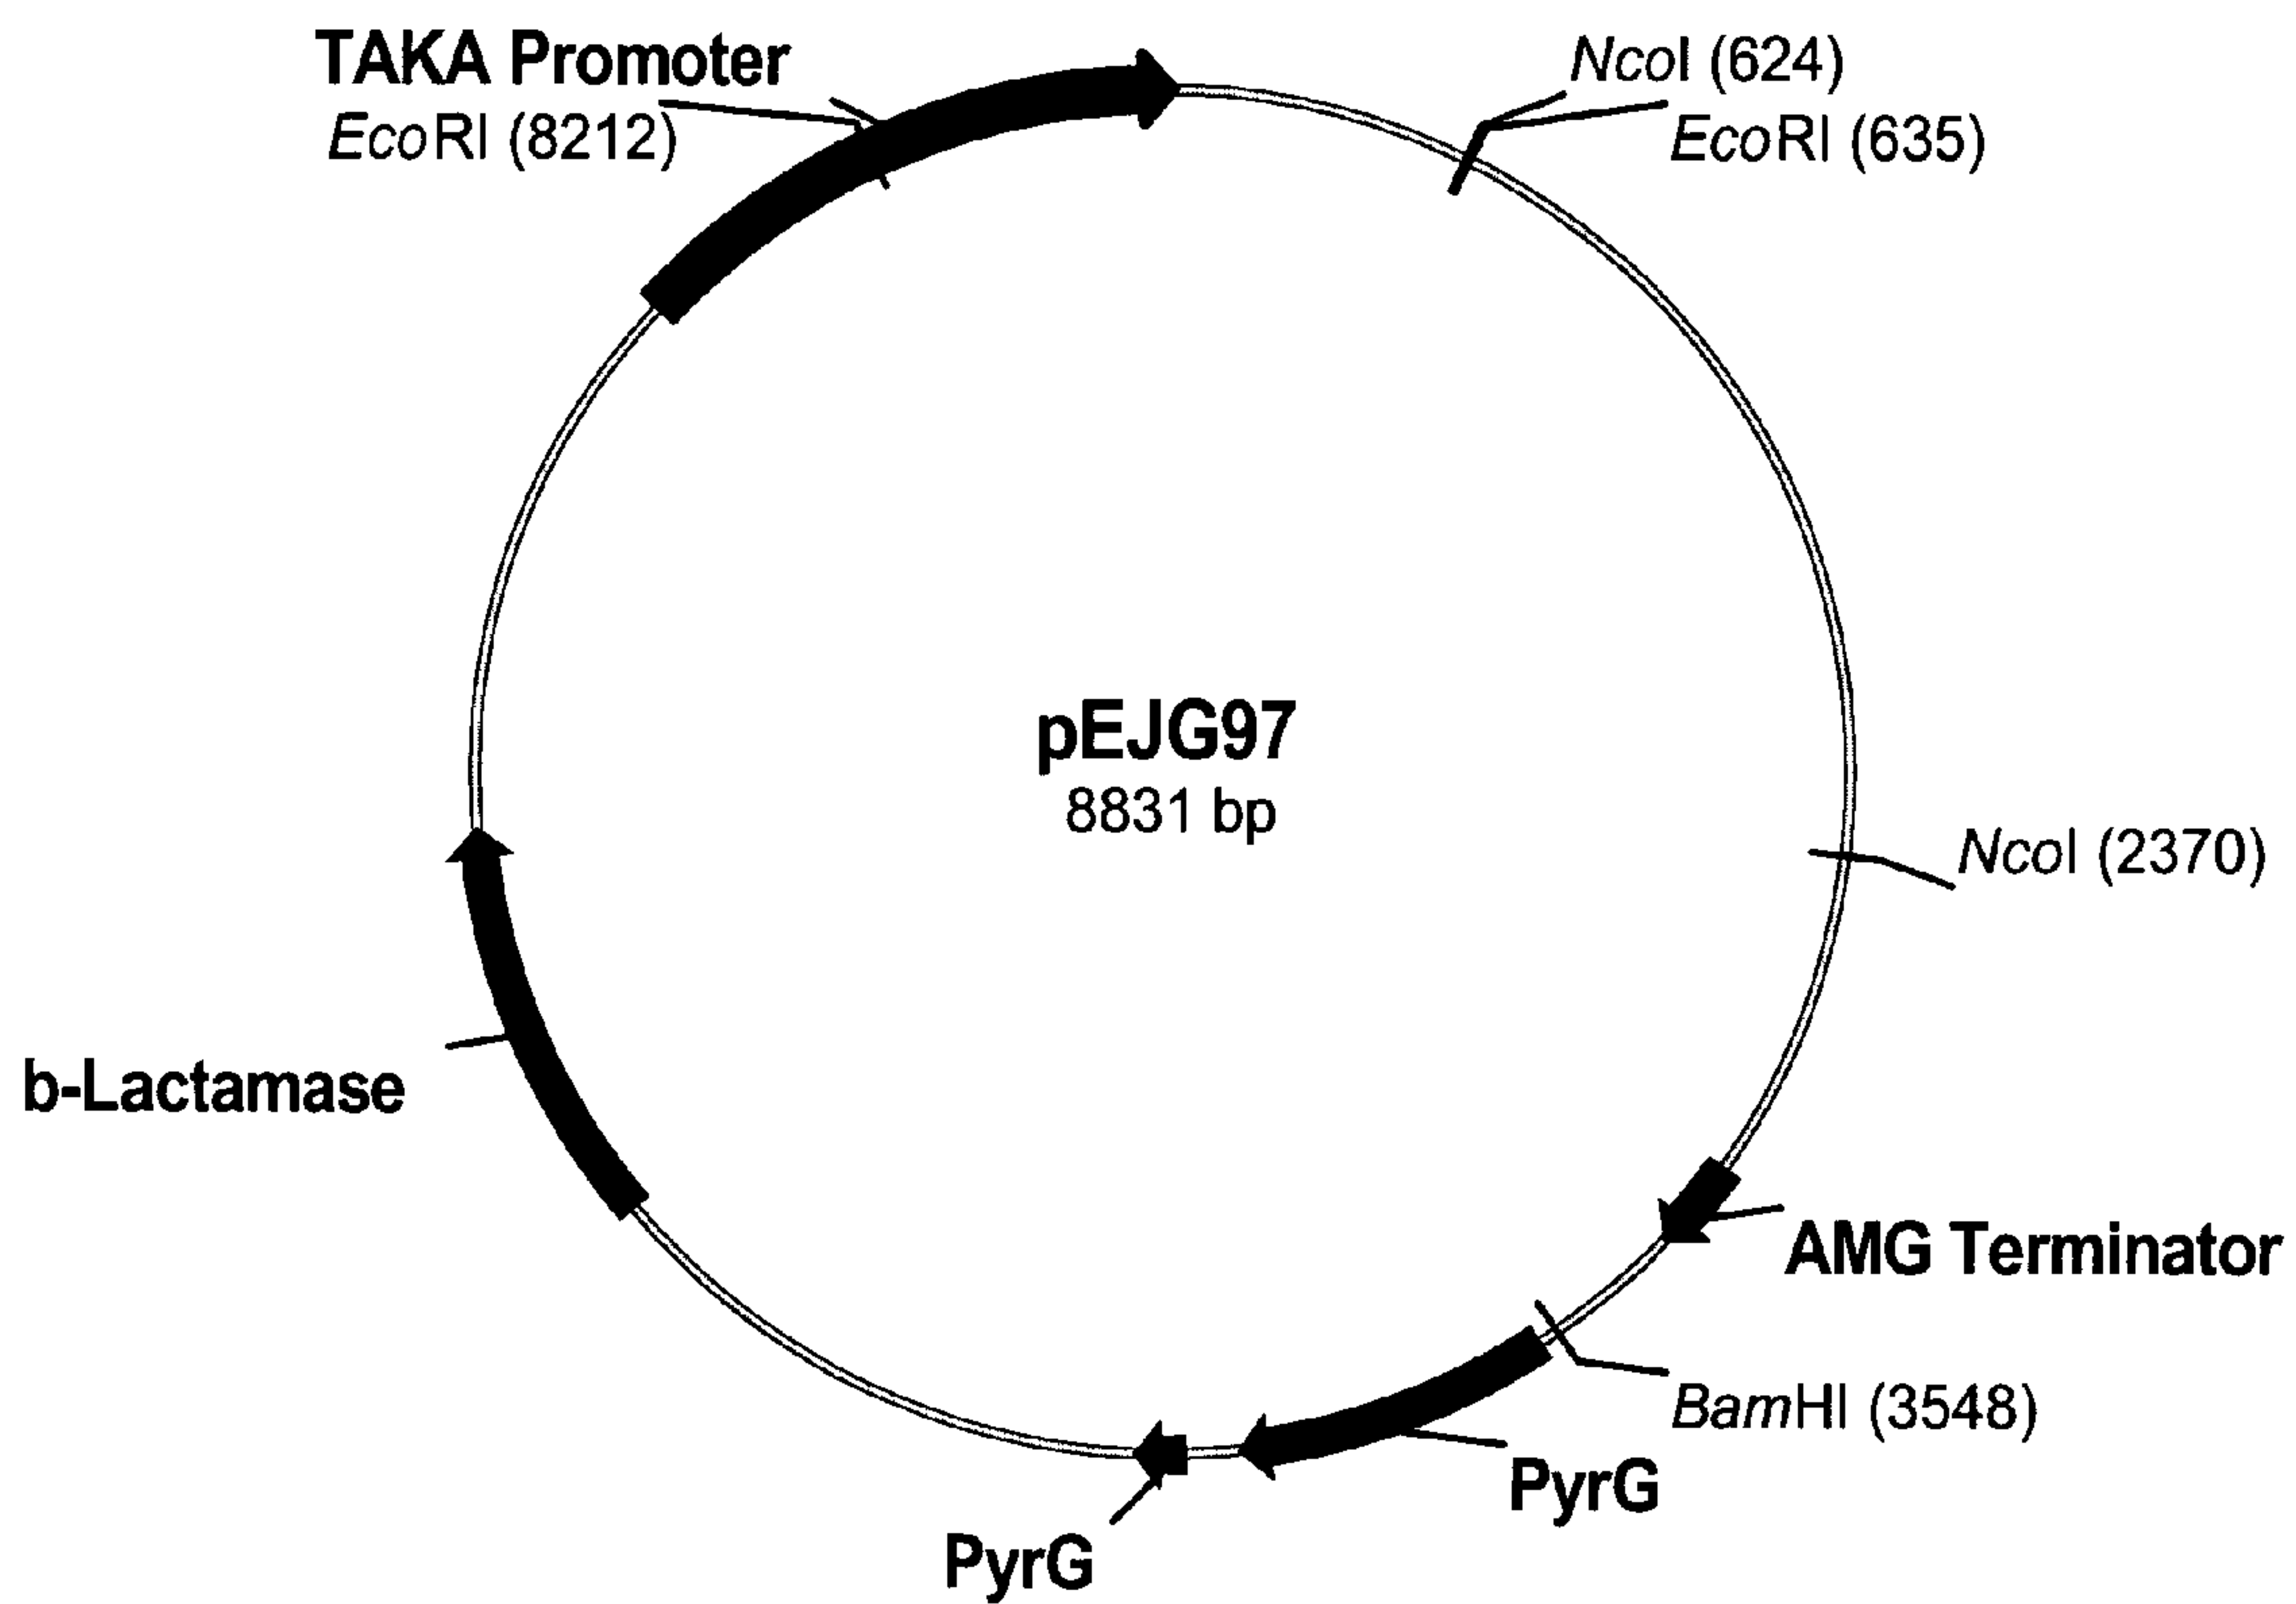 TAKA Promoter
EcoRI (8212)
NcoI (624)
EcoRI (635)
pEJG97
8831 bp
NcoI (2370)
b-Lactamase
AMG Terminator
BamHI (3548)
PyrG
PyrG